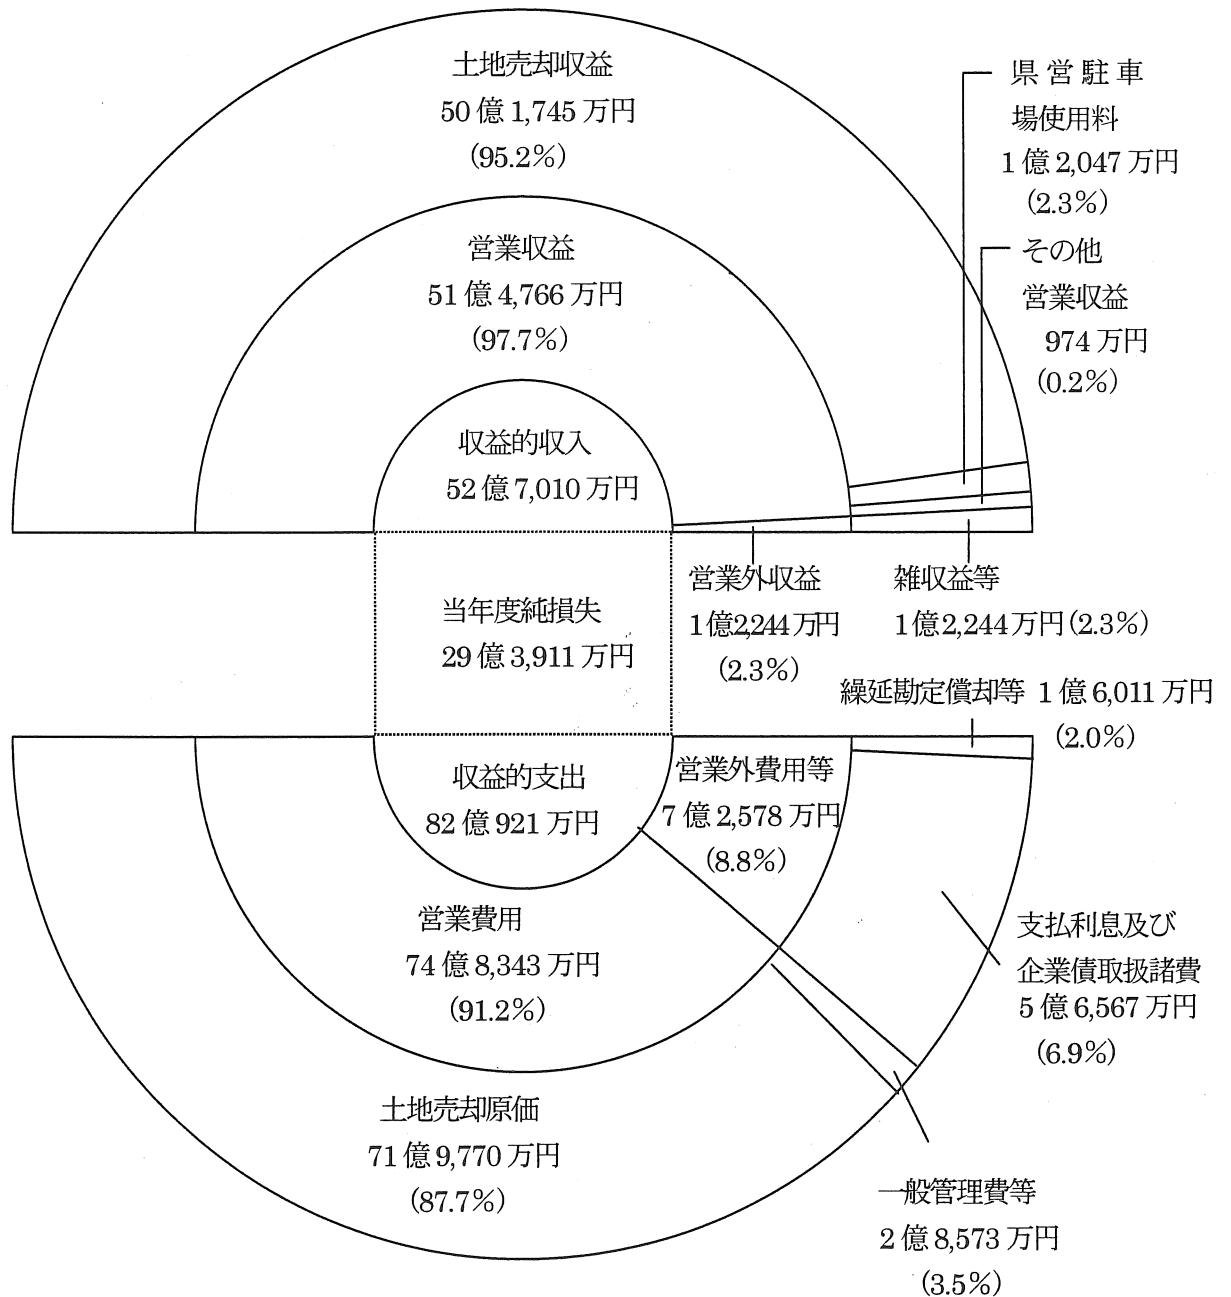 土地売却収益
50億1,745万円
(95.2%)
県営駐車
場使用料
1億2,047万円
(2.3%)
その他
営業収益
974万円
(0.2%)
営業収益
51億4,766万円
(97.7%)
収益的収入
52億7,010万円
営業外収益
1億2,244万円
(2.3%)
雑収益等
1億2,244万円(2.3%)
当年度純損失
29億3,911万円
繰延勘定償却等 1億6,011万円
(2.0%)
収益的支出
82億921万円
営業外費用等
7億2,578万円
(8.8%)
営業費用
74億8,343万円
(91.2%)
支払利息及び
企業債取扱諸費
5億6,567万円
(6.9%)
土地売却原価
71億9,770万円
(87.7%)
一般管理費等
2億8,573万円
(3.5%)